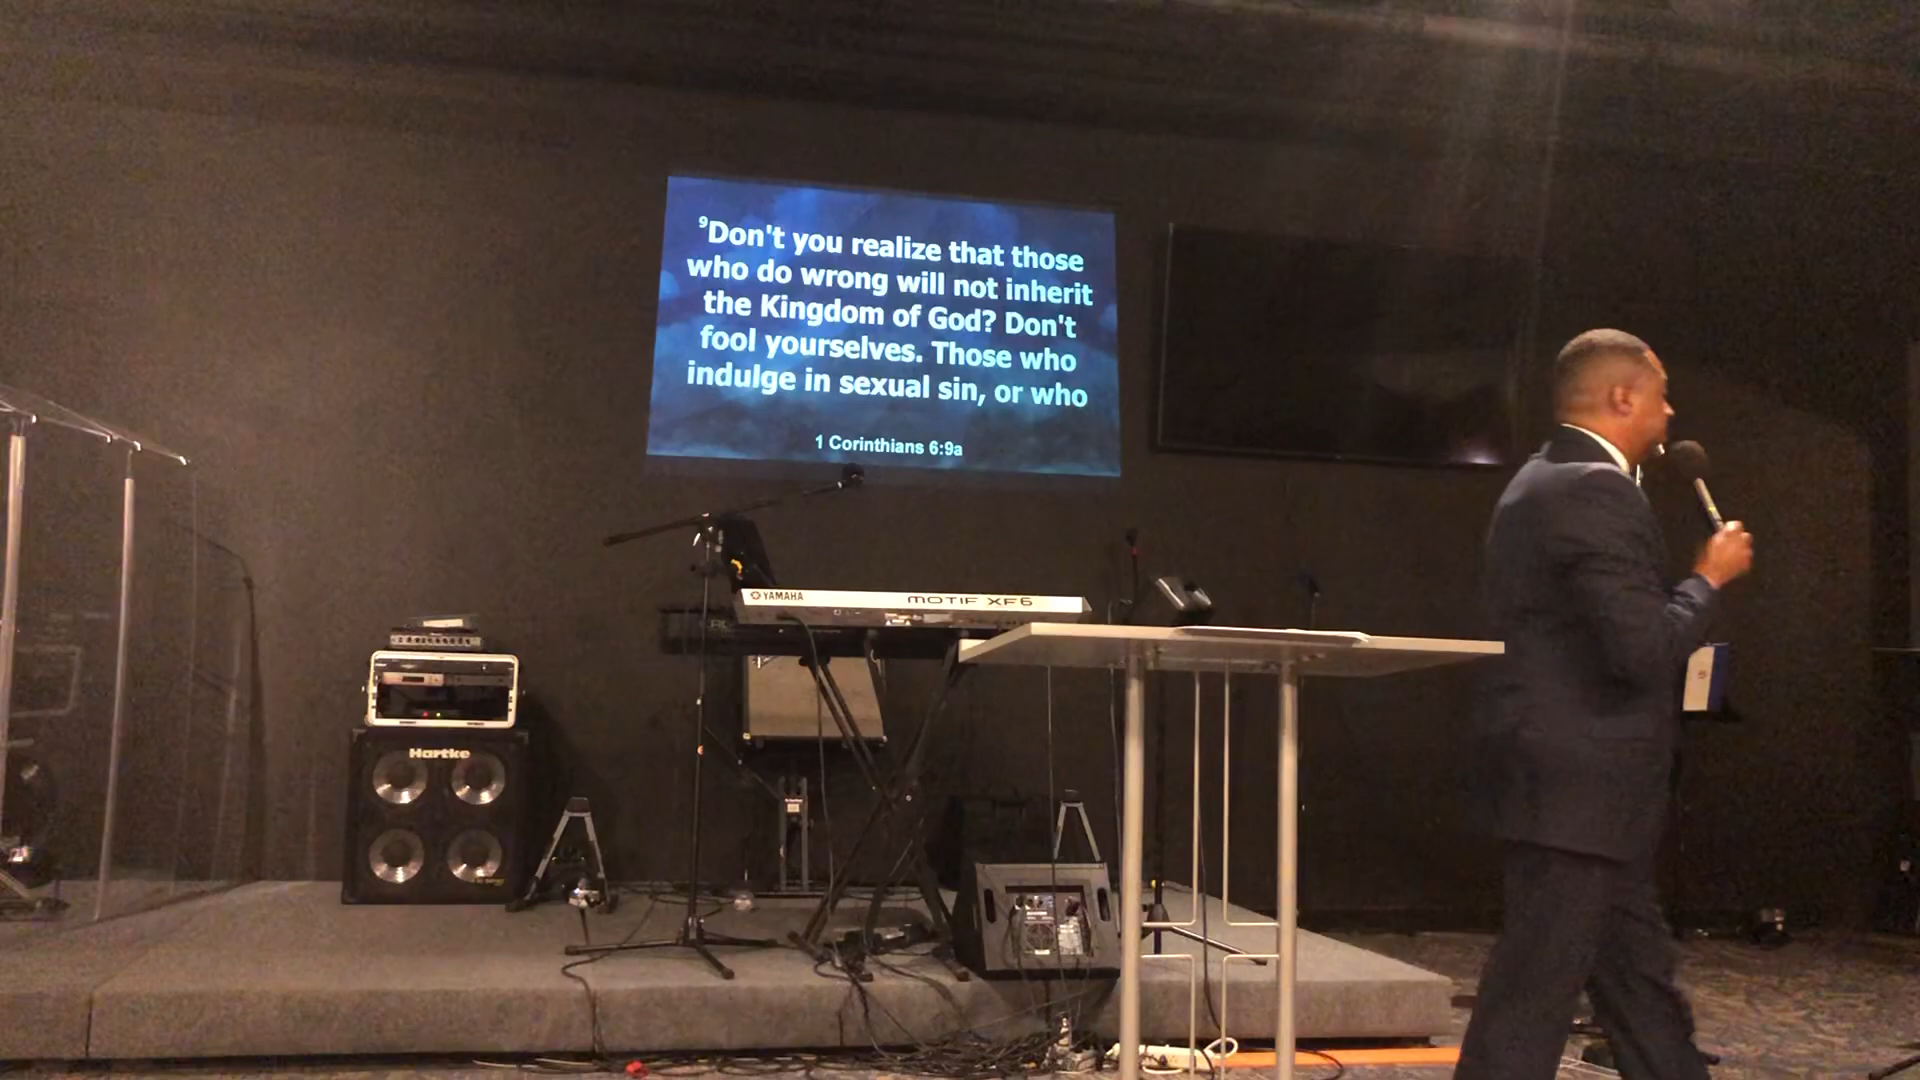 ⁹Don't you realize that those
who do wrong will not inherit
the Kingdom of God? Don't
fool yourselves. Those who
indulge in sexual sin, or who
1 Corinthians 6:9a
YAMAHA
MOTIF XF6
Hartke